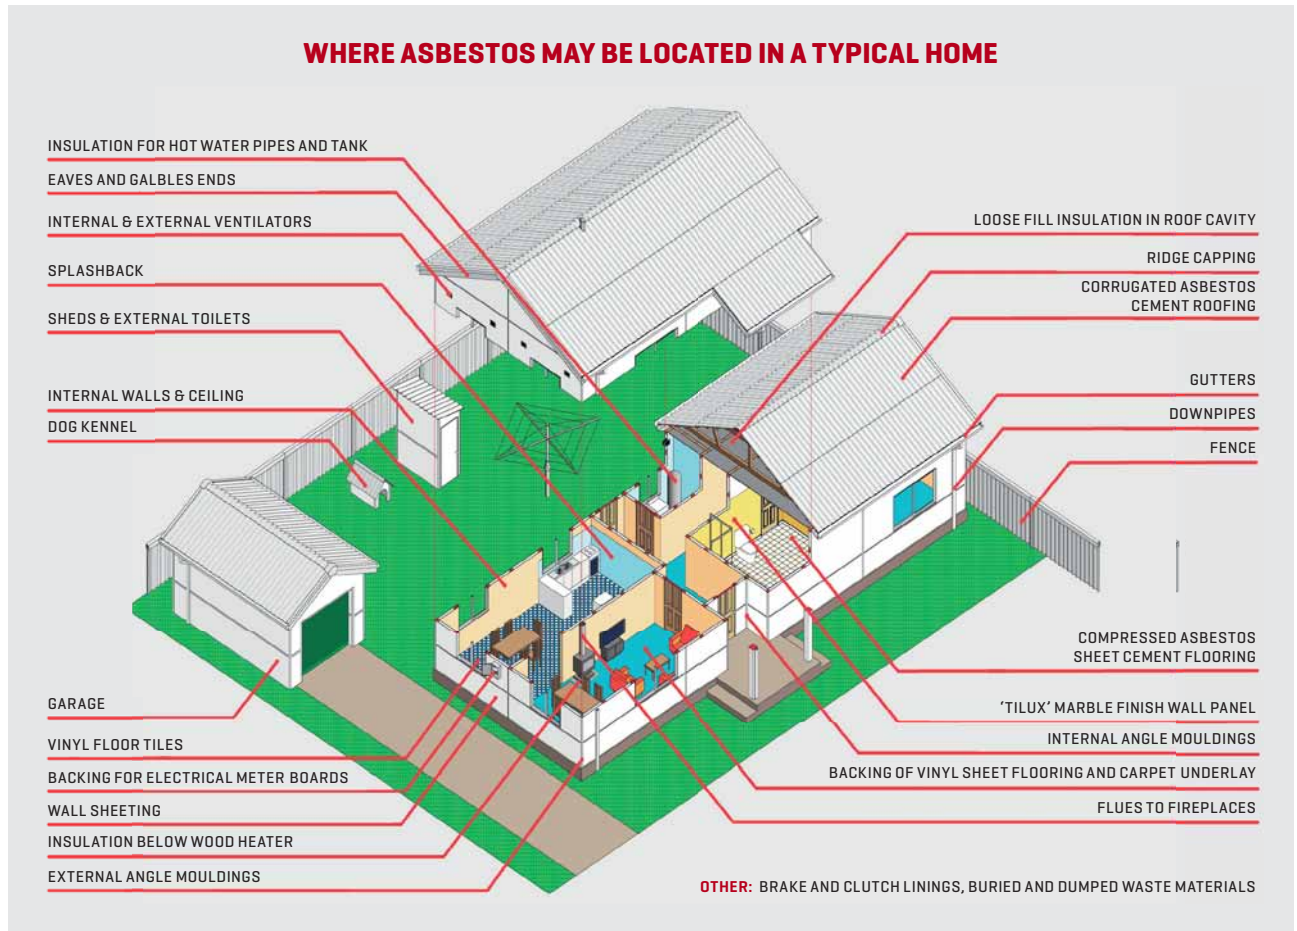 WHERE ASBESTOS MAY BE LOCATED IN A TYPICAL HOME
INSULATION FOR HOT WATER PIPES AND TANK
EAVES AND GALBLES ENDS
INTERNAL & EXTERNAL VENTILATORS
SPLASHBACK
SHEDS & EXTERNAL TOILETS
INTERNAL WALLS & CEILING
DOG KENNEL
GARAGE
VINYL FLOOR TILES
BACKING FOR ELECTRICAL METER BOARDS
WALL SHEETING
INSULATION BELOW WOOD HEATER
EXTERNAL ANGLE MOULDINGS
LOOSE FILL INSULATION IN ROOF CAVITY
RIDGE CAPPING
CORRUGATED ASBESTOS
CEMENT ROOFING
GUTTERS
DOWNPIPES
FENCE
COMPRESSED ASBESTOS
SHEET CEMENT FLOORING
‘TILUX’ MARBLE FINISH WALL PANEL
INTERNAL ANGLE MOULDINGS
BACKING OF VINYL SHEET FLOORING AND CARPET UNDERLAY
FLUES TO FIREPLACES
OTHER: BRAKE AND CLUTCH LININGS, BURIED AND DUMPED WASTE MATERIALS